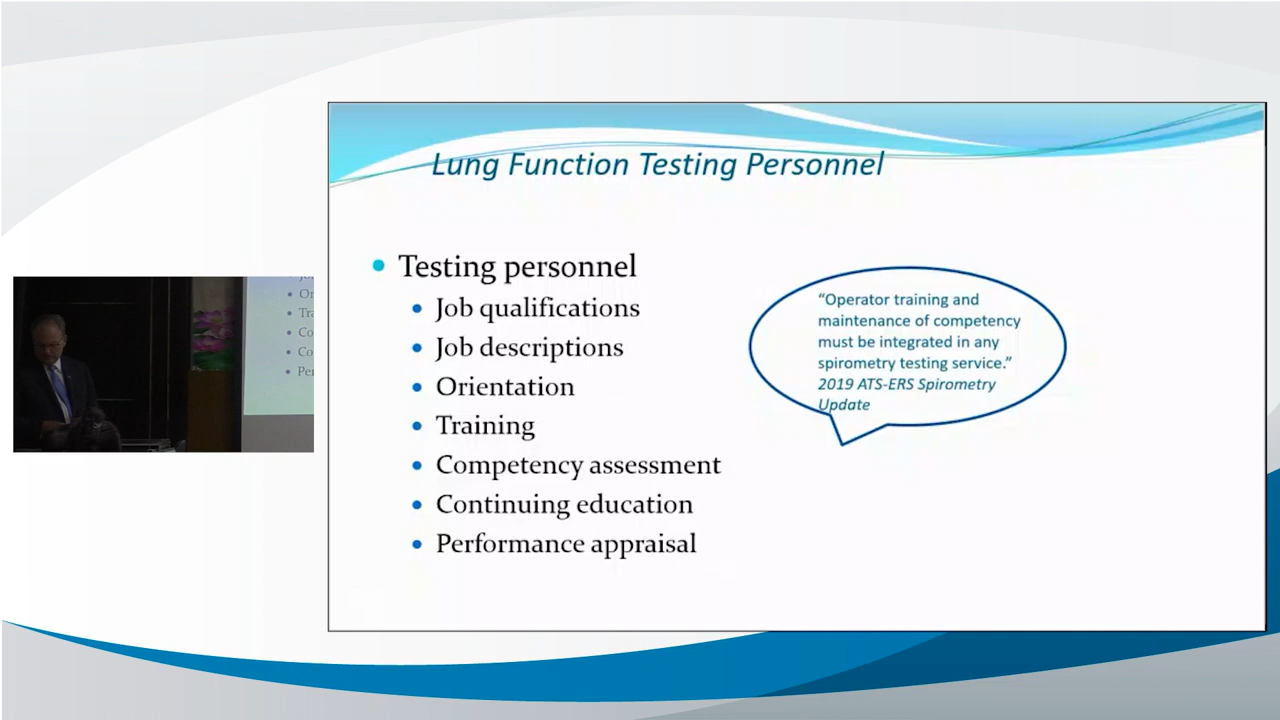 Lung Function Testing Personnel
Testing personnel
Job qualifications
Job descriptions
Orientation
Training
Competency assessment
Continuing education
Performance appraisal
“Operator training and
maintenance of competency
must be integrated in any
spirometry testing service.”
2019 ATS-ERS Spirometry
Update